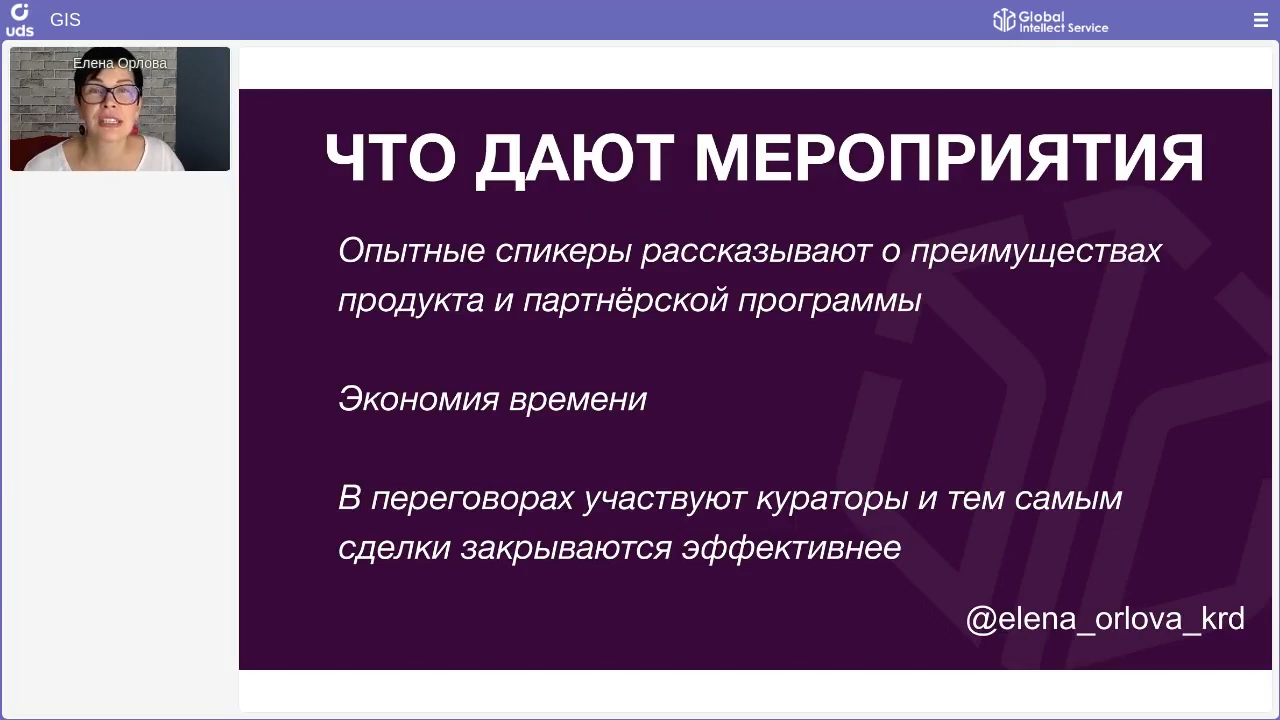 uds
GIS
Global
Intellect Service
Елена Орлова
ЧТО ДАЮТ МЕРОПРИЯТИЯ
Опытные спикеры рассказывают о преимуществах
продукта и партнёрской программы
Экономия времени
В переговорах участвуют кураторы и тем самым
сделки закрываются эффективнее
@elena_orlova_krd